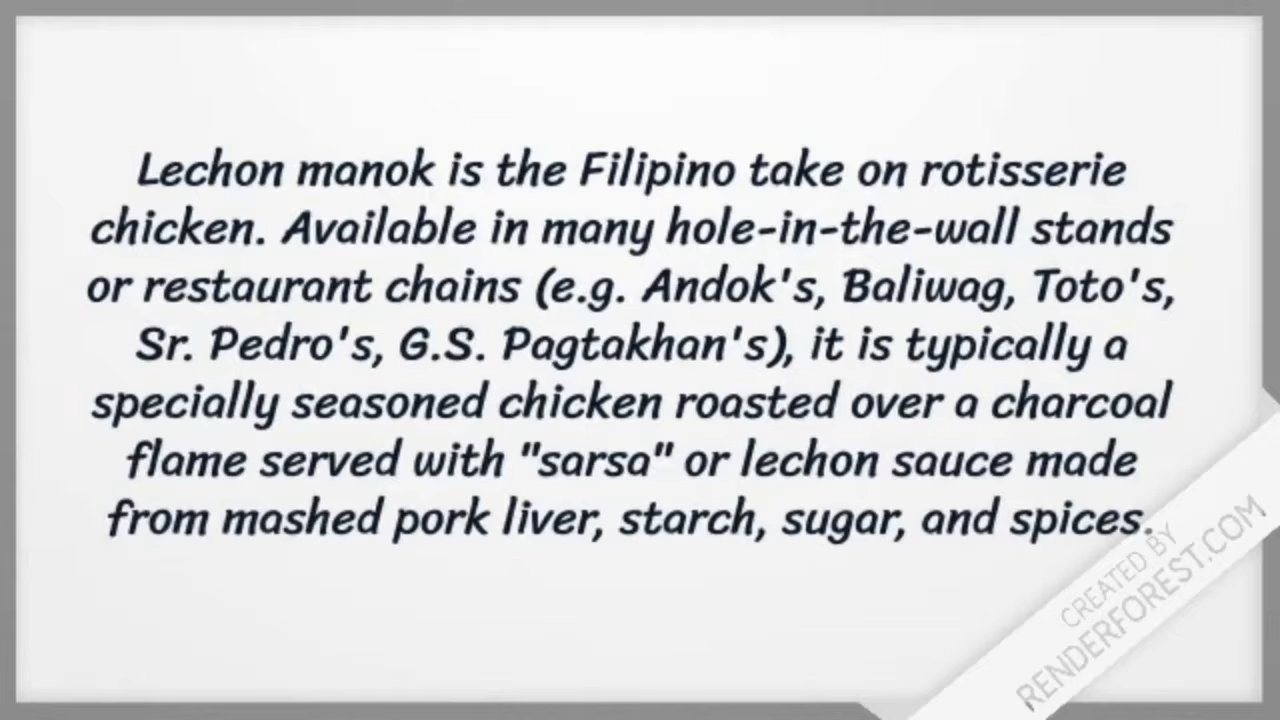 Lechon manok is the Filipino take on rotisserie
chicken. Available in many hole-in-the-wall stands
or restaurant chains (e.g. Andok's, Baliwag, Toto's,
Sr. Pedro's, G.S. Pagtakhan's), it is typically a
specially seasoned chicken roasted over a charcoal
flame served with "sarsa" or lechon sauce made
from mashed pork liver, starch, sugar, and spices.
CREATED BY
RENDERFOREST.COM